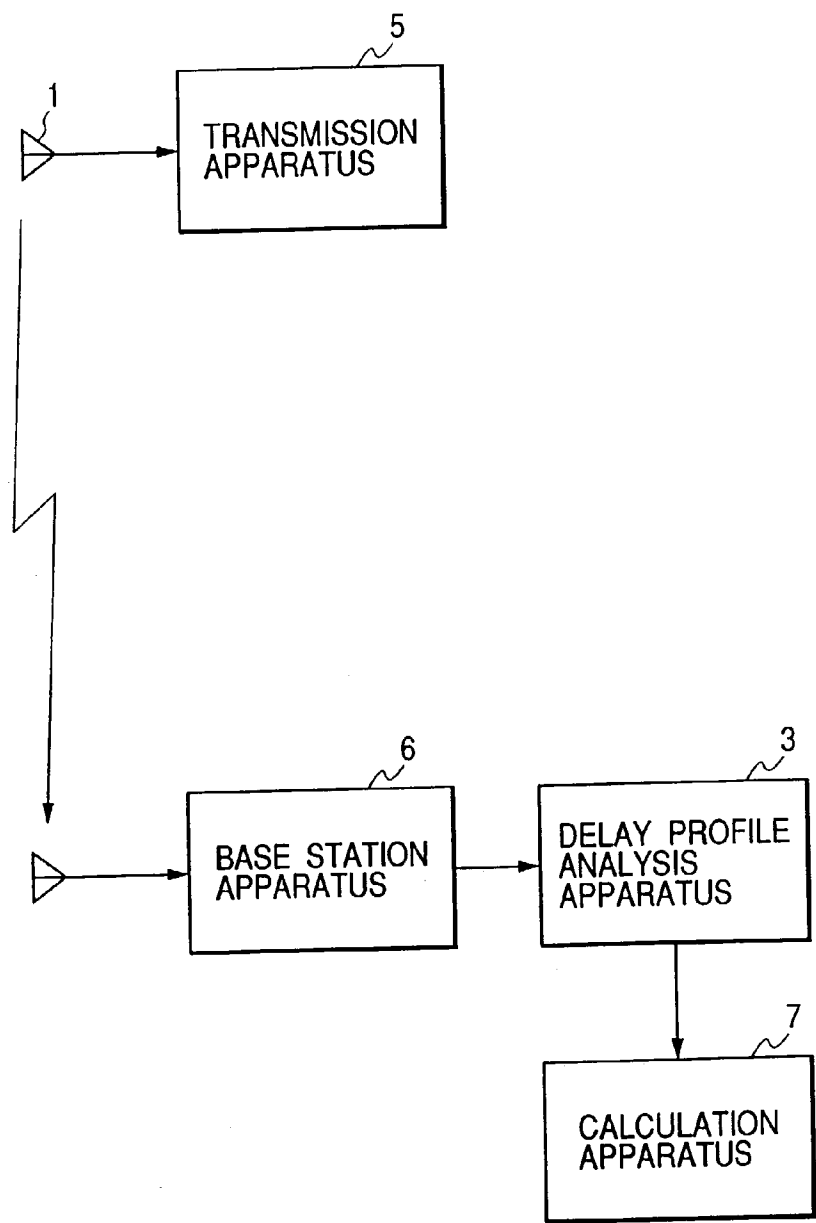 5
1
TRANSMISSION
APPARATUS
6
3
BASE STATION
APPARATUS
DELAY PROFILE
ANALYSIS
APPARATUS
7
CALCULATION
APPARATUS